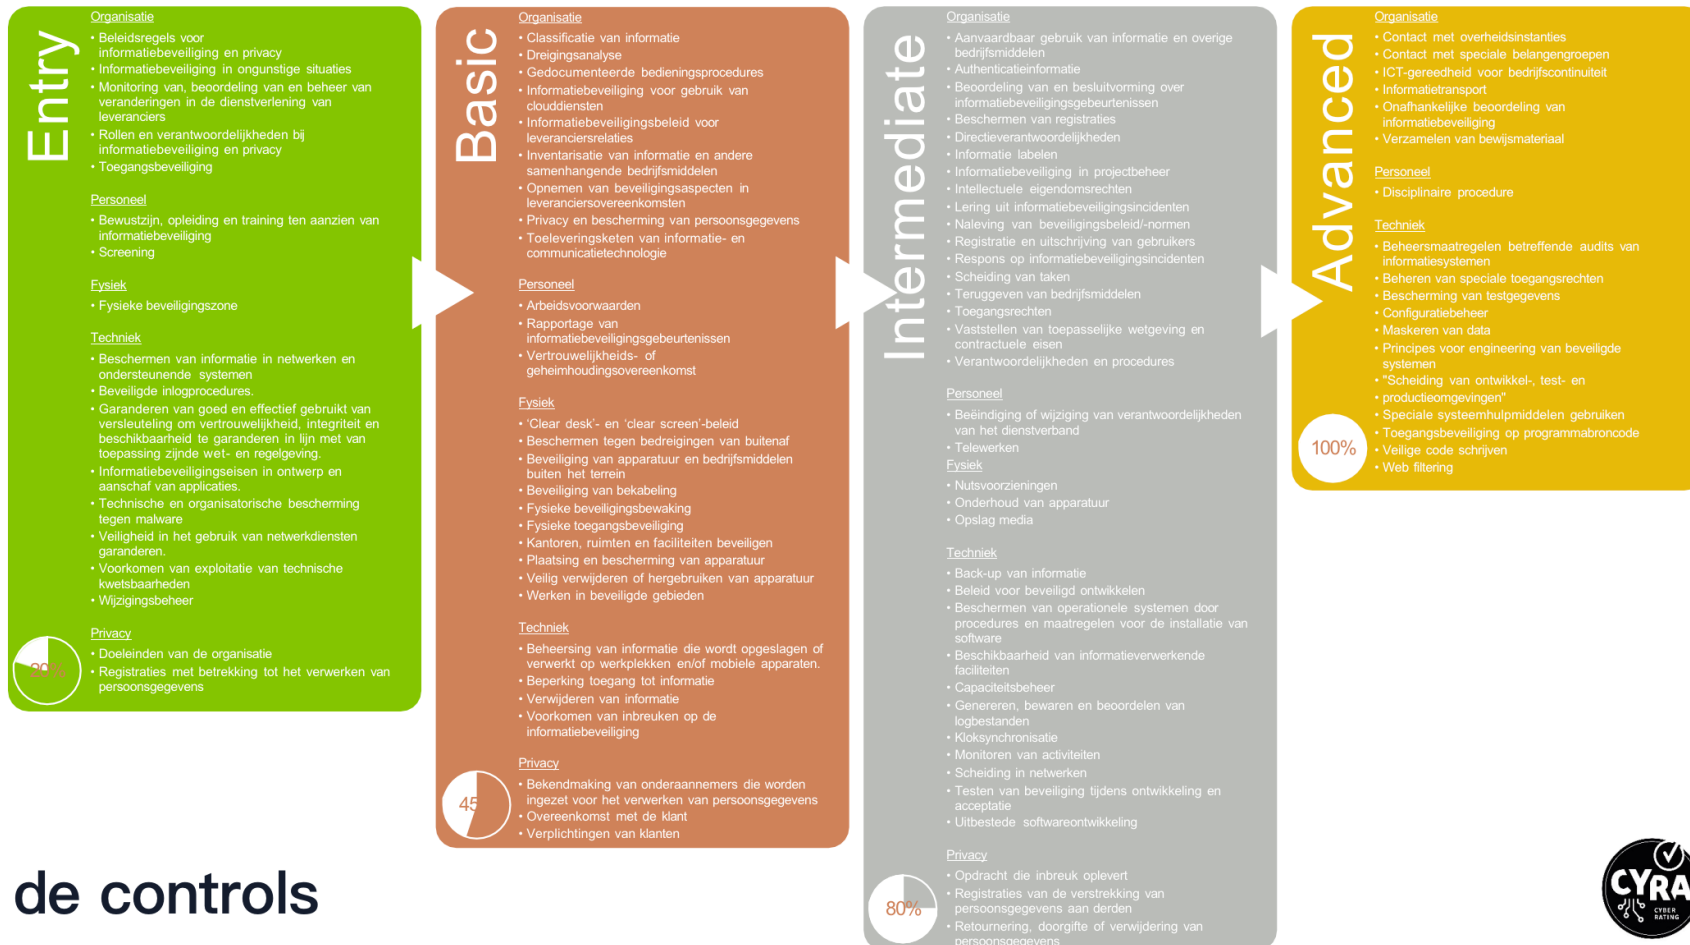 Entry
Organisatie
• Beleidsregels voor
informatiebeveiliging en privacy
• Informatiebeveiliging in ongunstige situaties
• Monitoring van, beoordeling van en beheer van
veranderingen in de dienstverlening van
leveranciers
• Rollen en verantwoordelijkheden bij
informatiebeveiliging en privacy
• Toegangsbeveiliging
Personeel
• Bewustzijn, opleiding en training ten aanzien van
informatiebeveiliging
• Screening
Fysiek
• Fysieke beveiligingszone
Techniek
• Beschermen van informatie in netwerken en
ondersteunende systemen
• Beveiligde inlogprocedures.
• Garanderen van goed en effectief gebruikt van
versleuteling om vertrouwelijkheid, integriteit en
beschikbaarheid te garanderen in lijn met van
toepassing zijnde wet- en regelgeving.
• Informatiebeveiligingseisen in ontwerp en
aanschaf van applicaties.
• Technische en organisatorische bescherming
tegen malware
• Veiligheid in het gebruik van netwerkdiensten
garanderen.
• Voorkomen van exploitatie van technische
kwetsbaarheden
• Wijzigingsbeheer
Privacy
• Doeleinden van de organisatie
• Registraties met betrekking tot het verwerken van
persoonsgegevens
20%
Basic
Organisatie
• Classificatie van informatie
• Dreigingsanalyse
• Gedocumenteerde bedieningsprocedures
• Informatiebeveiliging voor gebruik van
clouddiensten
• Informatiebeveiligingsbeleid voor
leveranciersrelaties
• Inventarisatie van informatie en andere
samenhangende bedrijfsmiddelen
• Opnemen van beveiligingsaspecten in
leveranciersovereenkomsten
• Privacy en bescherming van persoonsgegevens
• Toeleveringsketen van informatie- en
communicatietechnologie
Personeel
• Arbeidsvoorwaarden
• Rapportage van
informatiebeveiligingsgebeurtenissen
• Vertrouwelijkheids- of
geheimhoudingsovereenkomst
Fysiek
• ‘Clear desk’- en ‘clear screen’-beleid
• Beschermen tegen bedreigingen van buitenaf
• Beveiliging van apparatuur en bedrijfsmiddelen
buiten het terrein
• Beveiliging van bekabeling
• Fysieke beveiligingsbewaking
• Fysieke toegangsbeveiliging
• Kantoren, ruimten en faciliteiten beveiligen
• Plaatsing en bescherming van apparatuur
• Veilig verwijderen of hergebruiken van apparatuur
• Werken in beveiligde gebieden
Techniek
• Beheersing van informatie die wordt opgeslagen of
verwerkt op werkplekken en/of mobiele apparaten.
• Beperking toegang tot informatie
• Verwijderen van informatie
• Voorkomen van inbreuken op de
informatiebeveiliging
Privacy
• Bekendmaking van onderaannemers die worden
ingezet voor het verwerken van persoonsgegevens
• Overeenkomst met de klant
• Verplichtingen van klanten
45
Intermediate
Organisatie
• Aanvaardbaar gebruik van informatie en overige
bedrijfsmiddelen
• Authenticatieinformatie
• Beoordeling van en besluitvorming over
informatiebeveiligingsgebeurtenissen
• Beschermen van registraties
• Directieverantwoordelijkheden
• Informatie labelen
• Informatiebeveiliging in projectbeheer
• Intellectuele eigendomsrechten
• Lering uit informatiebeveiligingsincidenten
• Naleving van beveiligingsbeleid/-normen
• Registratie en uitschrijving van gebruikers
• Respons op informatiebeveiligingsincidenten
• Scheiding van taken
• Teruggeven van bedrijfsmiddelen
• Toegangsrechten
• Vaststellen van toepasselijke wetgeving en
contractuele eisen
• Verantwoordelijkheden en procedures
Personeel
• Beëindiging of wijziging van verantwoordelijkheden
van het dienstverband
• Telewerken
Fysiek
• Nutsvoorzieningen
• Onderhoud van apparatuur
• Opslag media
Techniek
• Back-up van informatie
• Beleid voor beveiligd ontwikkelen
• Beschermen van operationele systemen door
procedures en maatregelen voor de installatie van
software
• Beschikbaarheid van informatieverwerkende
faciliteiten
• Capaciteitsbeheer
• Genereren, bewaren en beoordelen van
logbestanden
• Kloksynchronisatie
• Monitoren van activiteiten
• Scheiding in netwerken
• Testen van beveiliging tijdens ontwikkeling en
acceptatie
• Uitbestede softwareontwikkeling
Privacy
• Opdracht die inbreuk oplevert
• Registraties van de verstrekking van
persoonsgegevens aan derden
• Retournering, doorgifte of verwijdering van
persoonsgegevens
80%
Advanced
Organisatie
• Contact met overheidsinstanties
• Contact met speciale belangengroepen
• ICT-gereedheid voor bedrijfscontinuïteit
• Informatietransport
• Onafhankelijke beoordeling van
informatiebeveiliging
• Verzamelen van bewijsmateriaal
Personeel
• Disciplinaire procedure
Techniek
• Beheersmaatregelen betreffende audits van
informatiesystemen
• Beheren van speciale toegangsrechten
• Bescherming van testgegevens
• Configuratiebeheer
• Maskeren van data
• Principes voor engineering van beveiligde
systemen
• "Scheiding van ontwikkel-, test- en
• productieomgevingen"
• Speciale systeemhulpmiddelen gebruiken
• Toegangsbeveiliging op programmabroncode
• Veilige code schrijven
• Web filtering
100%
de controls
CYRA
CYBER
RATING